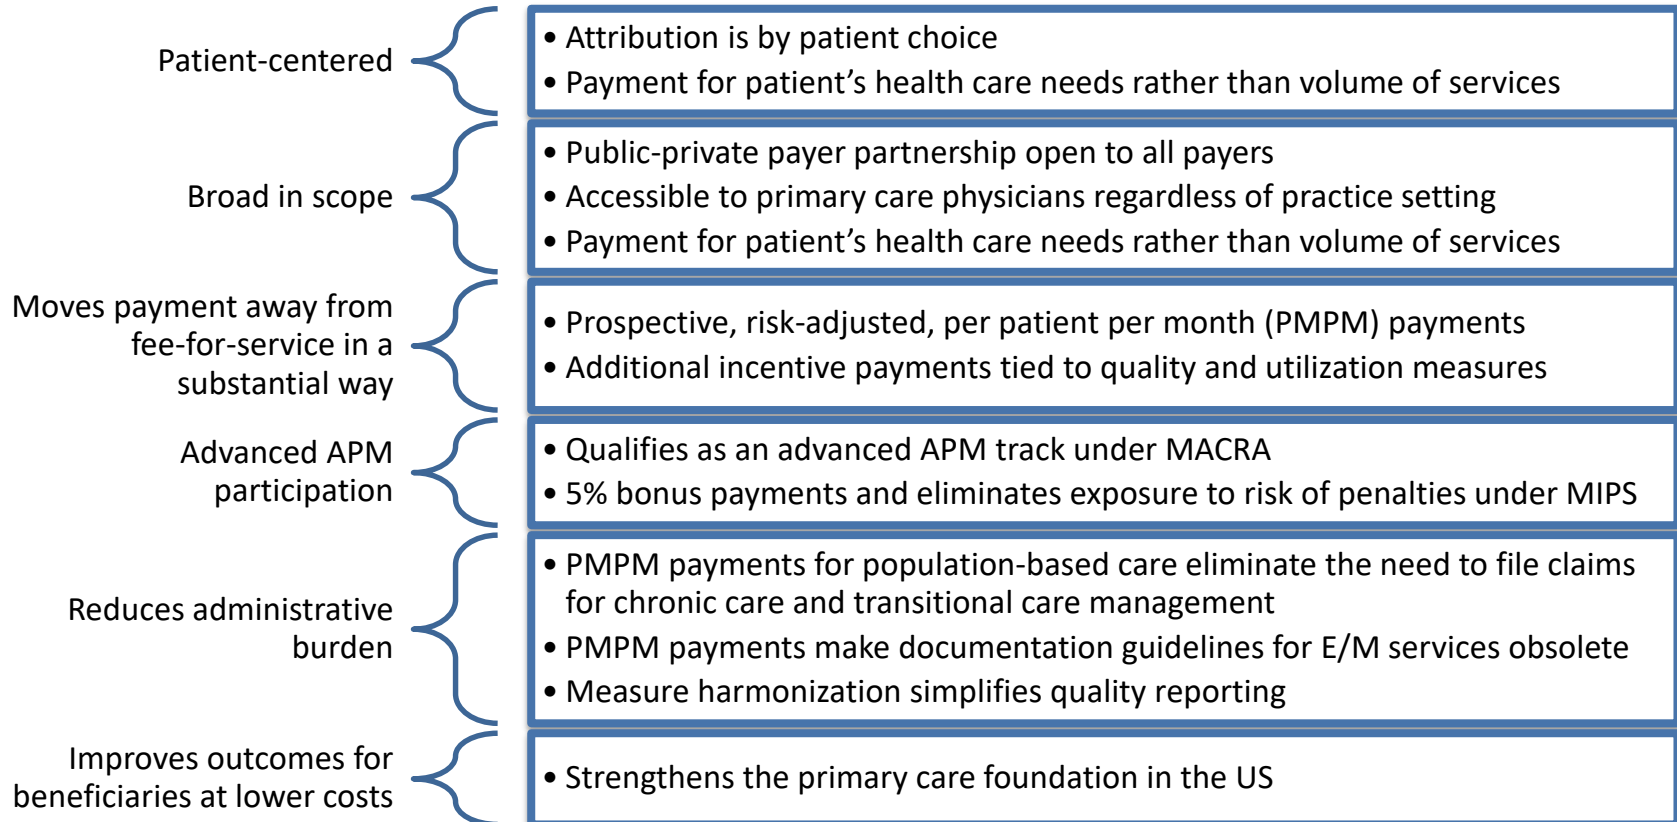 Patient-centered
• Attribution is by patient choice
• Payment for patient’s health care needs rather than volume of services
Broad in scope
• Public-private payer partnership open to all payers
• Accessible to primary care physicians regardless of practice setting
• Payment for patient’s health care needs rather than volume of services
Moves payment away from
fee-for-service in a
substantial way
• Prospective, risk-adjusted, per patient per month (PMPM) payments
• Additional incentive payments tied to quality and utilization measures
Advanced APM
participation
• Qualifies as an advanced APM track under MACRA
• 5% bonus payments and eliminates exposure to risk of penalties under MIPS
Reduces administrative
burden
• PMPM payments for population-based care eliminate the need to file claims
for chronic care and transitional care management
• PMPM payments make documentation guidelines for E/M services obsolete
• Measure harmonization simplifies quality reporting
Improves outcomes for
beneficiaries at lower costs
• Strengthens the primary care foundation in the US